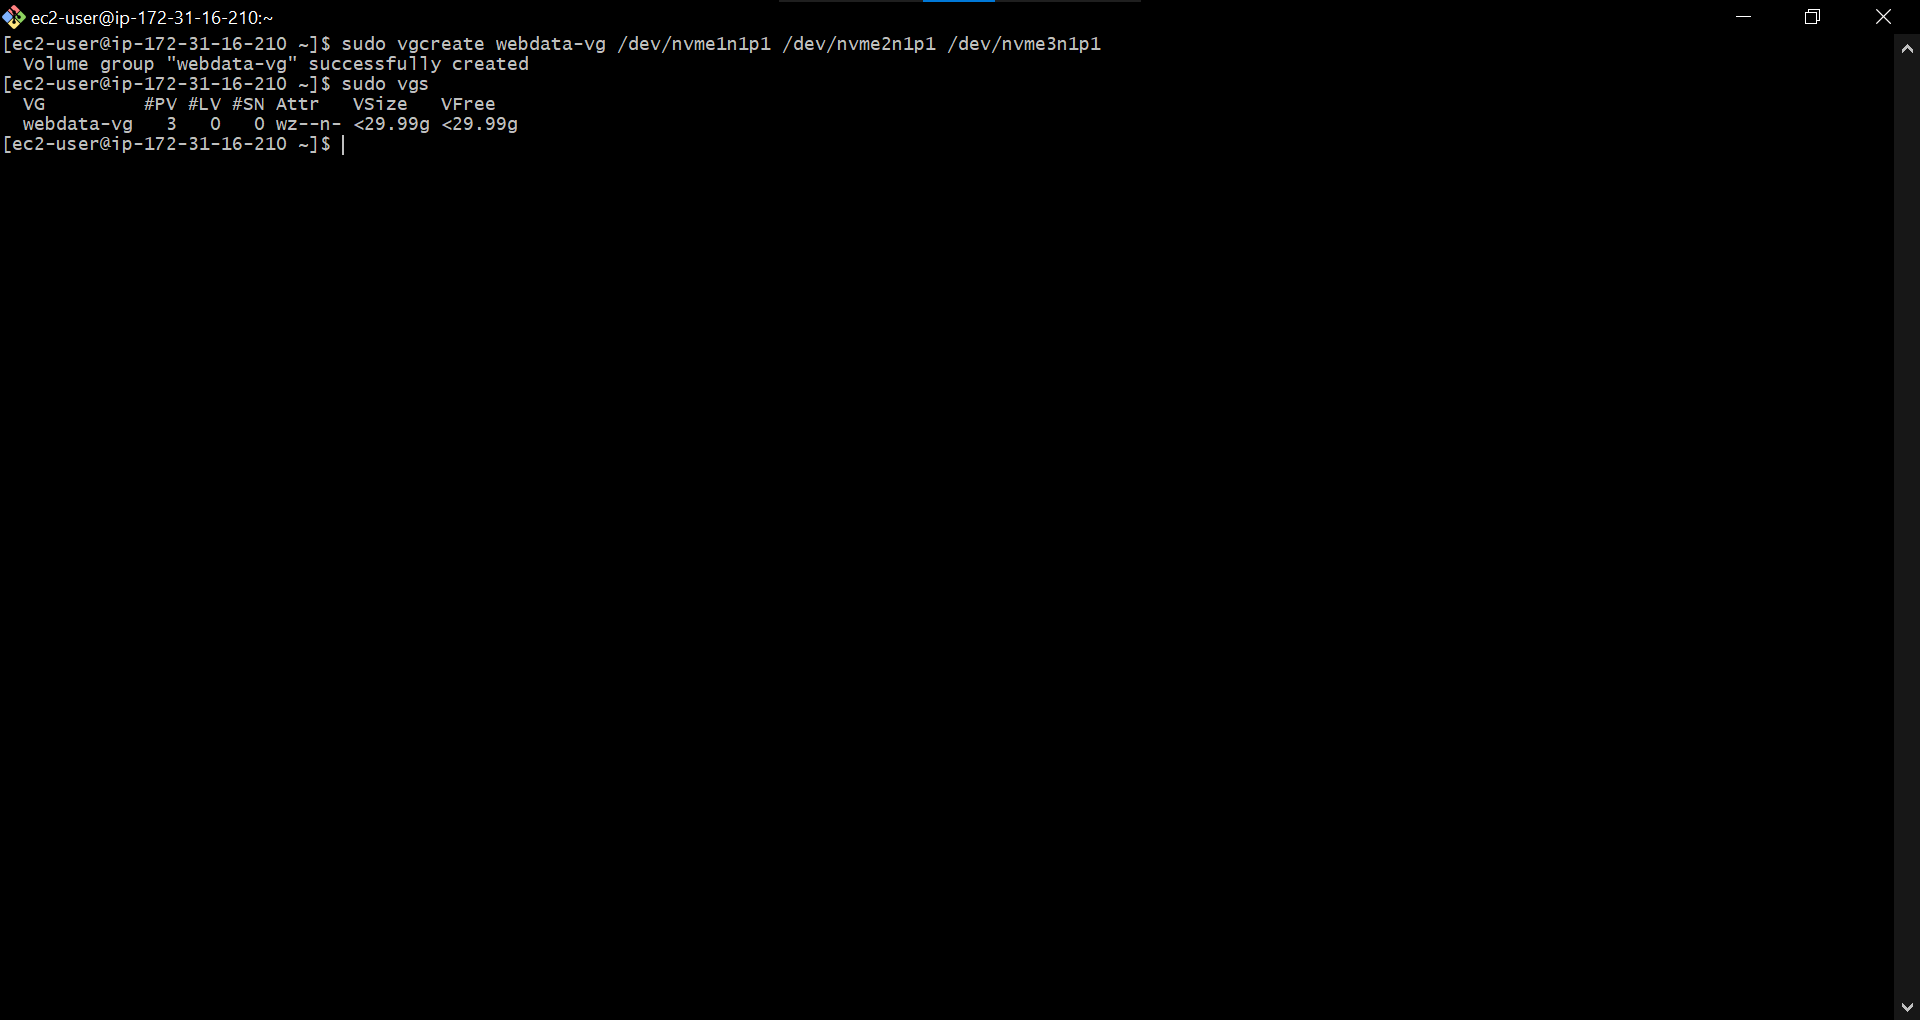 ec2-user@ip-172-31-16-210:~
[ec2-user@ip-172-31-16-210 ~]$ sudo vgcreate webdata-vg /dev/nvme1n1p1 /dev/nvme2n1p1 /dev/nvme3n1p1
  Volume group "webdata-vg" successfully created
[ec2-user@ip-172-31-16-210 ~]$ sudo vgs
  VG         #PV #LV #SN Attr   VSize   VFree
  webdata-vg   3   0   0 wz--n- <29.99g <29.99g
[ec2-user@ip-172-31-16-210 ~]$